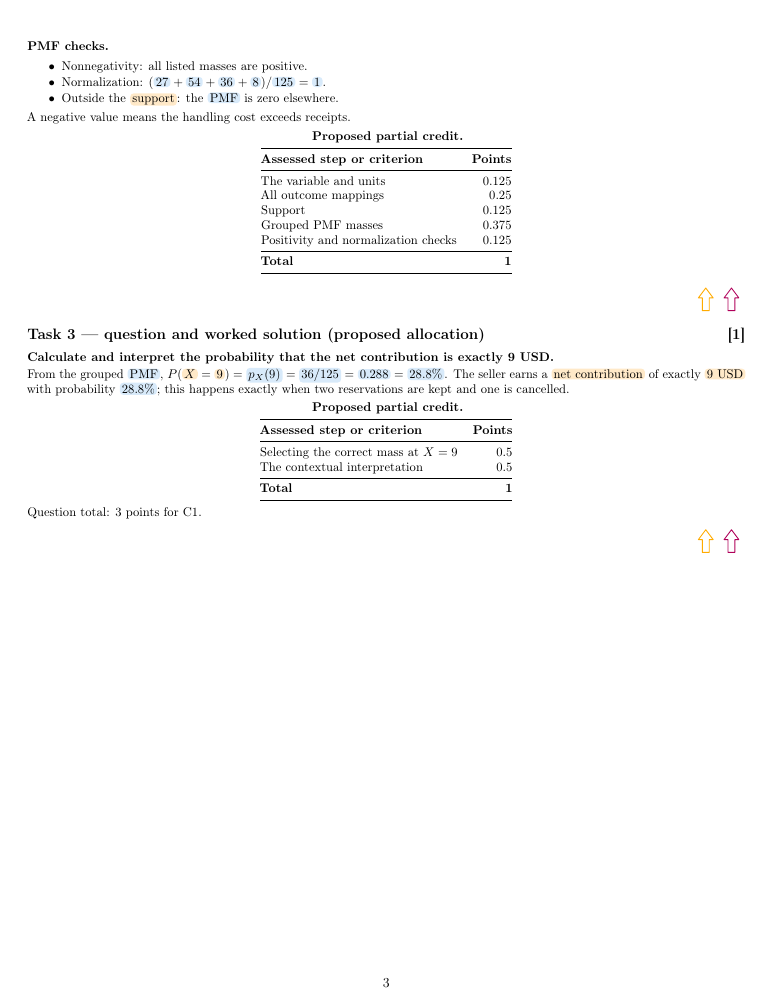 PMF checks.
• Nonnegativity: all listed masses are positive.
• Normalization: (27 + 54 + 36 + 8)/125 = 1.
• Outside the support: the PMF is zero elsewhere.
A negative value means the handling cost exceeds receipts.
Proposed partial credit.
Assessed step or criterion Points
The variable and units 0.125
All outcome mappings 0.25
Support 0.125
Grouped PMF masses 0.375
Positivity and normalization checks 0.125
Total 1
Task 3 — question and worked solution (proposed allocation) [1]
Calculate and interpret the probability that the net contribution is exactly 9 USD.
From the grouped PMF, P(X = 9) = p_X(9) = 36/125 = 0.288 = 28.8%. The seller earns a net contribution of exactly 9 USD
with probability 28.8%; this happens exactly when two reservations are kept and one is cancelled.
Proposed partial credit.
Assessed step or criterion Points
Selecting the correct mass at X = 9 0.5
The contextual interpretation 0.5
Total 1
Question total: 3 points for C1.
3